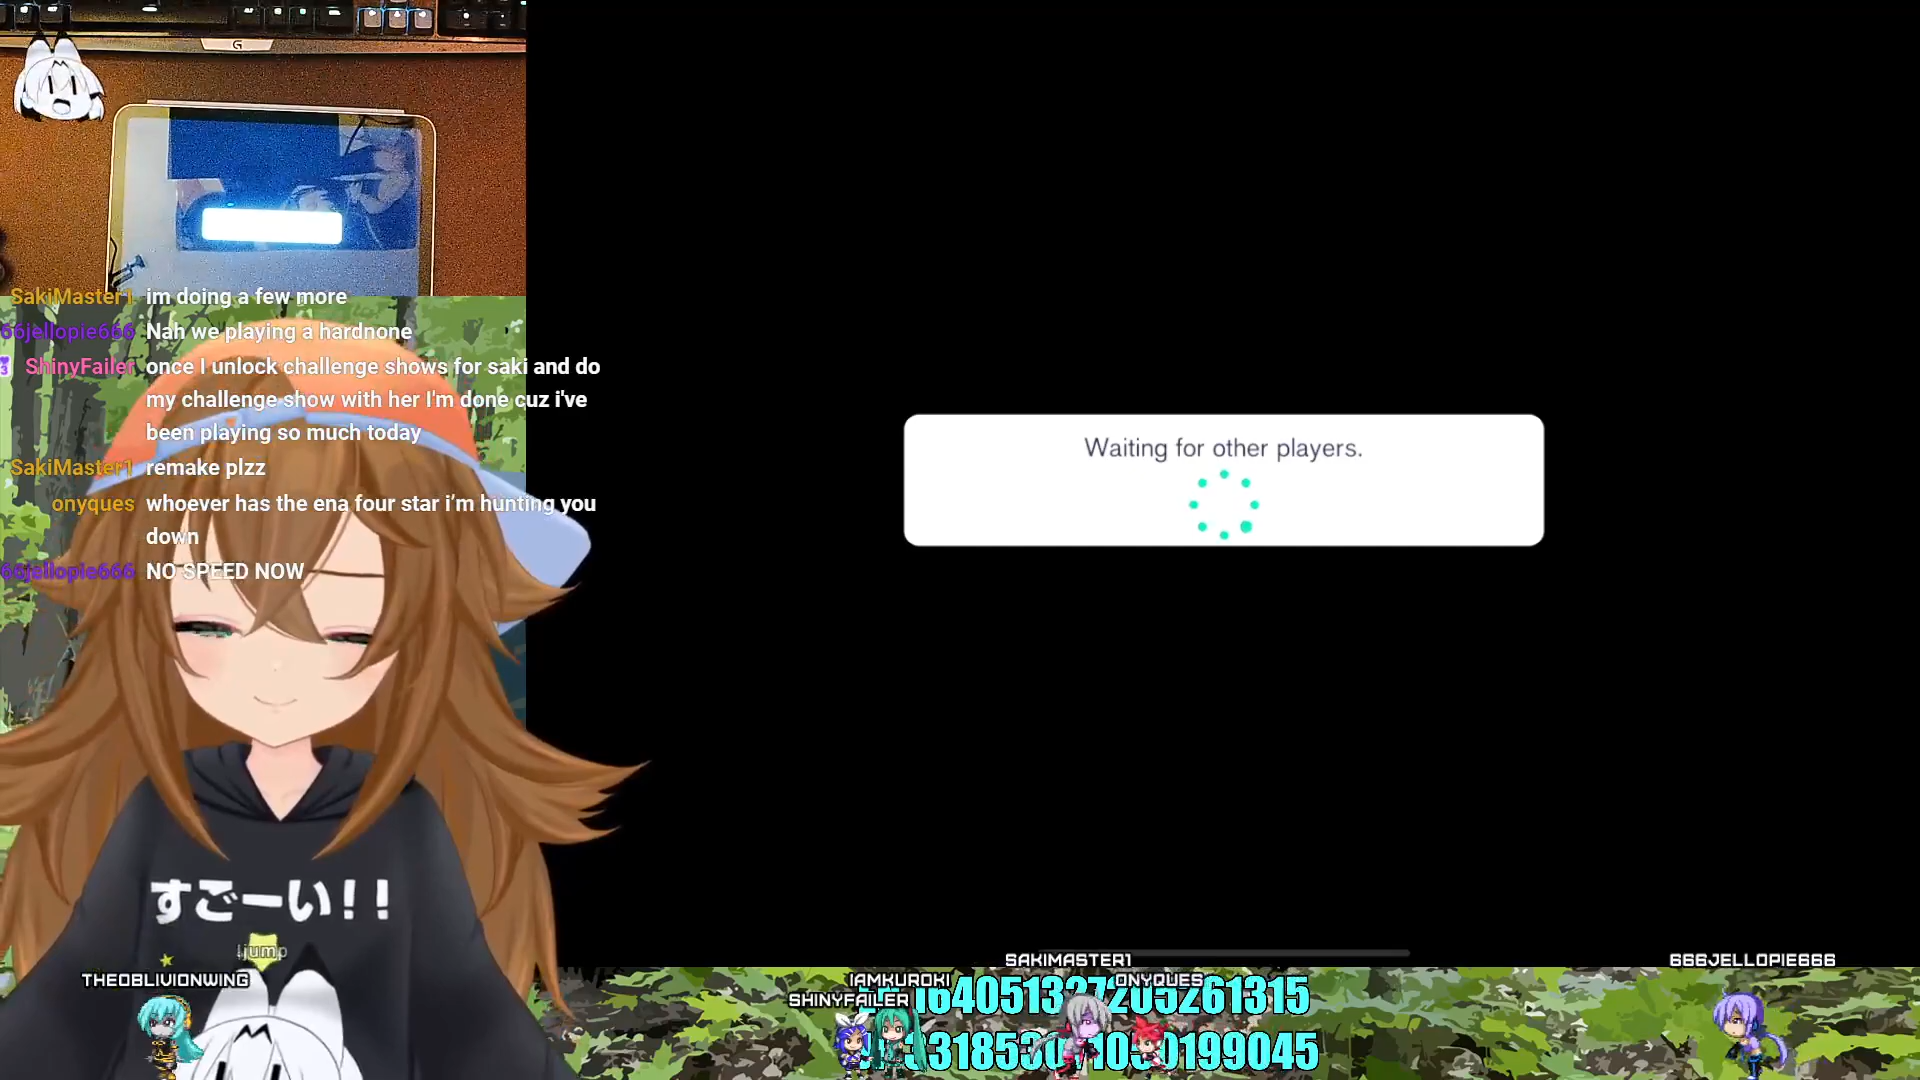 G
SakiMaster1 im doing a few more
66jellopie666 Nah we playing a hardnone
3 ShinyFailer once I unlock challenge shows for saki and do
my challenge show with her I'm done cuz i've
been playing so much today
SakiMaster1 remake plzz
onyques whoever has the ena four star i'm hunting you
down
66jellopie666 NO SPEED NOW
Waiting for other players.
すごーい!!
!jump
THEOBLIVIONWING
SAKIMASTER1
666JELLOPIE666
IAMKUROKI
ONYQUES
SHINYFAILER